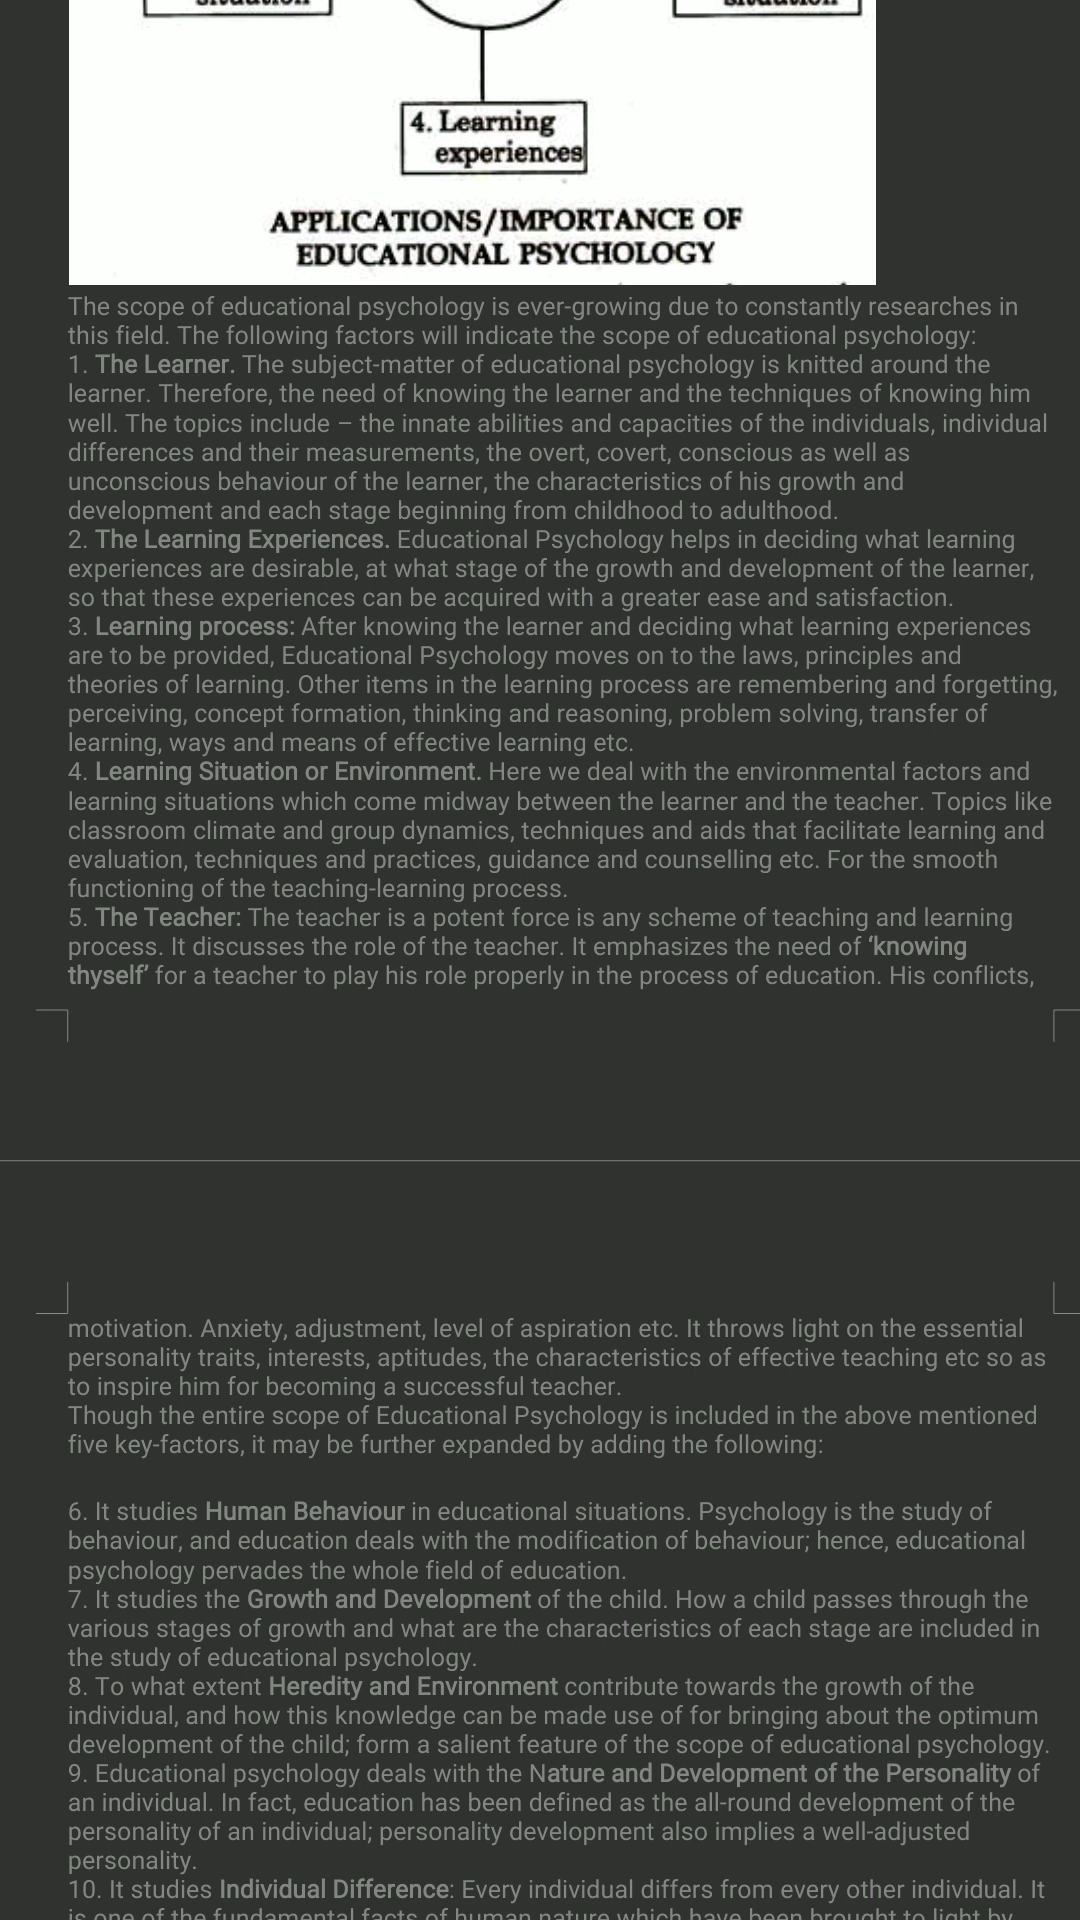 situation
situation
4. Learning
experiences
APPLICATIONS/IMPORTANCE OF
EDUCATIONAL PSYCHOLOGY
The scope of educational psychology is ever-growing due to constantly researches in
this field. The following factors will indicate the scope of educational psychology:
1. The Learner. The subject-matter of educational psychology is knitted around the
learner. Therefore, the need of knowing the learner and the techniques of knowing him
well. The topics include – the innate abilities and capacities of the individuals, individual
differences and their measurements, the overt, covert, conscious as well as
unconscious behaviour of the learner, the characteristics of his growth and
development and each stage beginning from childhood to adulthood.
2. The Learning Experiences. Educational Psychology helps in deciding what learning
experiences are desirable, at what stage of the growth and development of the learner,
so that these experiences can be acquired with a greater ease and satisfaction.
3. Learning process: After knowing the learner and deciding what learning experiences
are to be provided, Educational Psychology moves on to the laws, principles and
theories of learning. Other items in the learning process are remembering and forgetting,
perceiving, concept formation, thinking and reasoning, problem solving, transfer of
learning, ways and means of effective learning etc.
4. Learning Situation or Environment. Here we deal with the environmental factors and
learning situations which come midway between the learner and the teacher. Topics like
classroom climate and group dynamics, techniques and aids that facilitate learning and
evaluation, techniques and practices, guidance and counselling etc. For the smooth
functioning of the teaching-learning process.
5. The Teacher: The teacher is a potent force is any scheme of teaching and learning
process. It discusses the role of the teacher. It emphasizes the need of ‘knowing
thyself’ for a teacher to play his role properly in the process of education. His conflicts,
motivation. Anxiety, adjustment, level of aspiration etc. It throws light on the essential
personality traits, interests, aptitudes, the characteristics of effective teaching etc so as
to inspire him for becoming a successful teacher.
Though the entire scope of Educational Psychology is included in the above mentioned
five key-factors, it may be further expanded by adding the following:
6. It studies Human Behaviour in educational situations. Psychology is the study of
behaviour, and education deals with the modification of behaviour; hence, educational
psychology pervades the whole field of education.
7. It studies the Growth and Development of the child. How a child passes through the
various stages of growth and what are the characteristics of each stage are included in
the study of educational psychology.
8. To what extent Heredity and Environment contribute towards the growth of the
individual, and how this knowledge can be made use of for bringing about the optimum
development of the child; form a salient feature of the scope of educational psychology.
9. Educational psychology deals with the Nature and Development of the Personality of
an individual. In fact, education has been defined as the all-round development of the
personality of an individual; personality development also implies a well-adjusted
personality.
10. It studies Individual Difference: Every individual differs from every other individual. It
is one of the fundamental facts of human nature which have been brought to light by